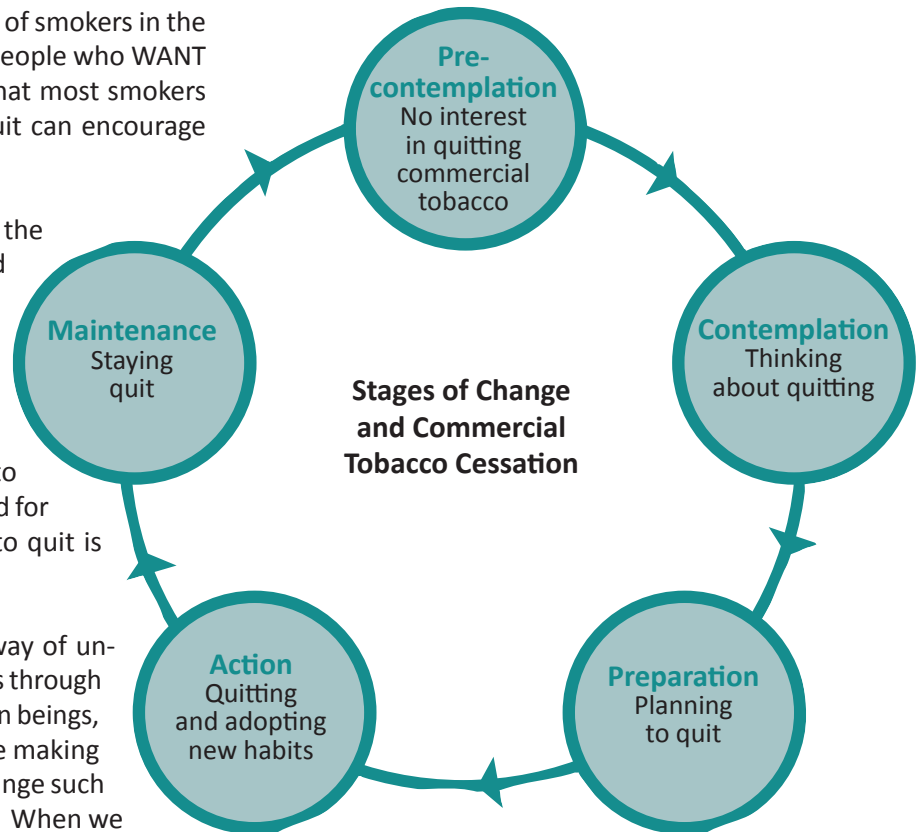 of smokers in the
eople who WANT
hat most smokers
uit can encourage
the
d
to
d for
to quit is
way of un-
s through
n beings,
e making
nge such
When we
Pre-
contemplation
No interest
in quitting
commercial
tobacco
Contemplation
Thinking
about quitting
Preparation
Planning
to quit
Action
Quitting
and adopting
new habits
Maintenance
Staying
quit
Stages of Change
and Commercial
Tobacco Cessation